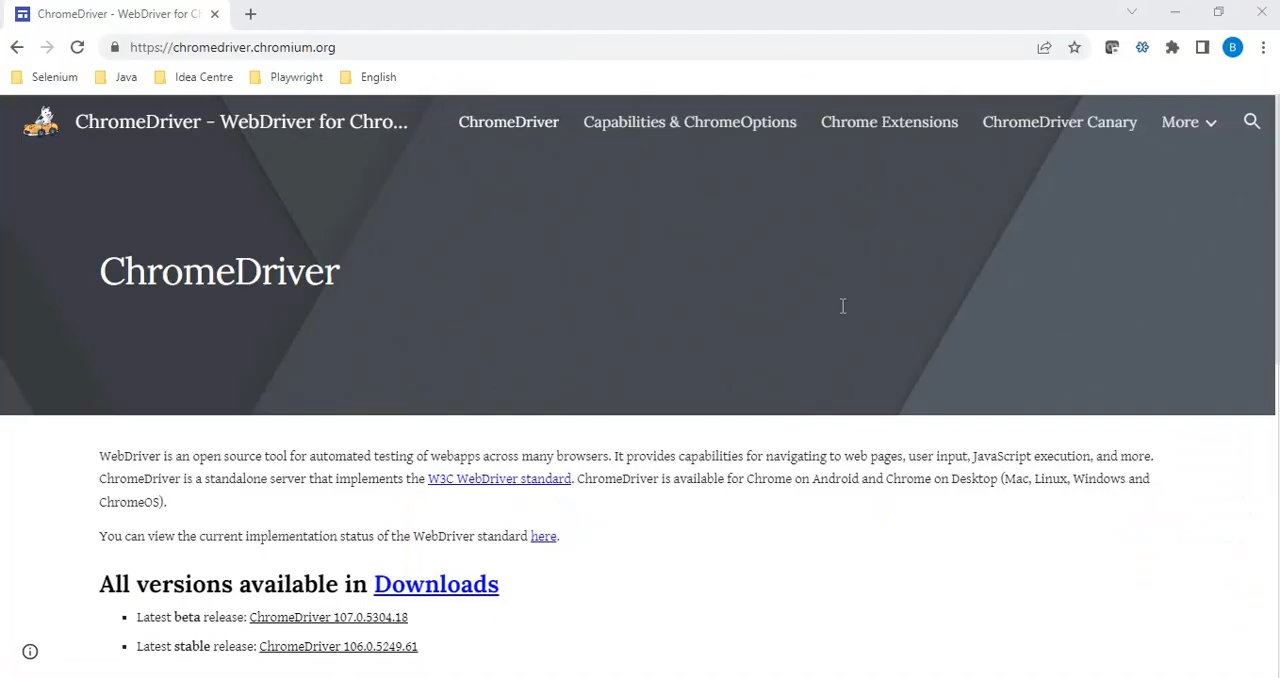 ChromeDriver - WebDriver for Ch
https://chromedriver.chromium.org
B
Selenium Java Idea Centre Playwright English
ChromeDriver - WebDriver for Chro... ChromeDriver Capabilities & ChromeOptions Chrome Extensions ChromeDriver Canary More
ChromeDriver
WebDriver is an open source tool for automated testing of webapps across many browsers. It provides capabilities for navigating to web pages, user input, JavaScript execution, and more.
ChromeDriver is a standalone server that implements the W3C WebDriver standard. ChromeDriver is available for Chrome on Android and Chrome on Desktop (Mac, Linux, Windows and
ChromeOS).
You can view the current implementation status of the WebDriver standard here.
All versions available in Downloads
Latest beta release: ChromeDriver 107.0.5304.18
Latest stable release: ChromeDriver 106.0.5249.61